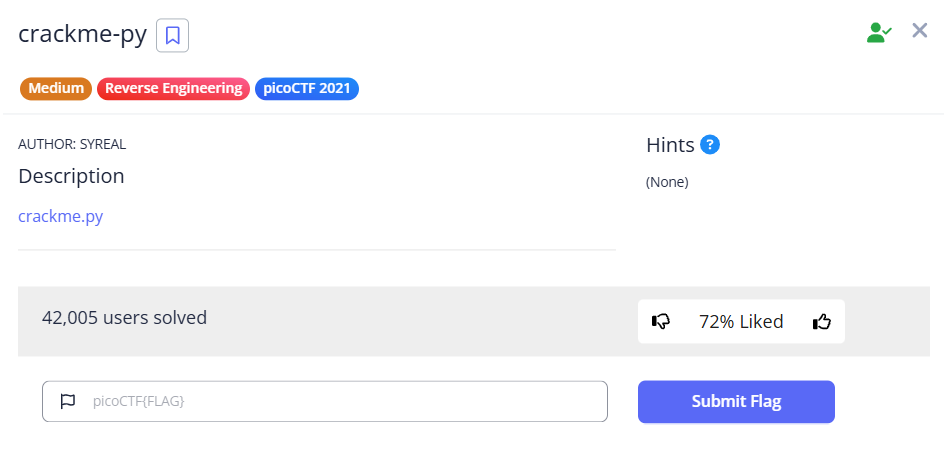 crackme-py
Medium Reverse Engineering picoCTF 2021
AUTHOR: SYREAL
Description
crackme.py
Hints ?
(None)
42,005 users solved
72% Liked
picoCTF{FLAG}
Submit Flag